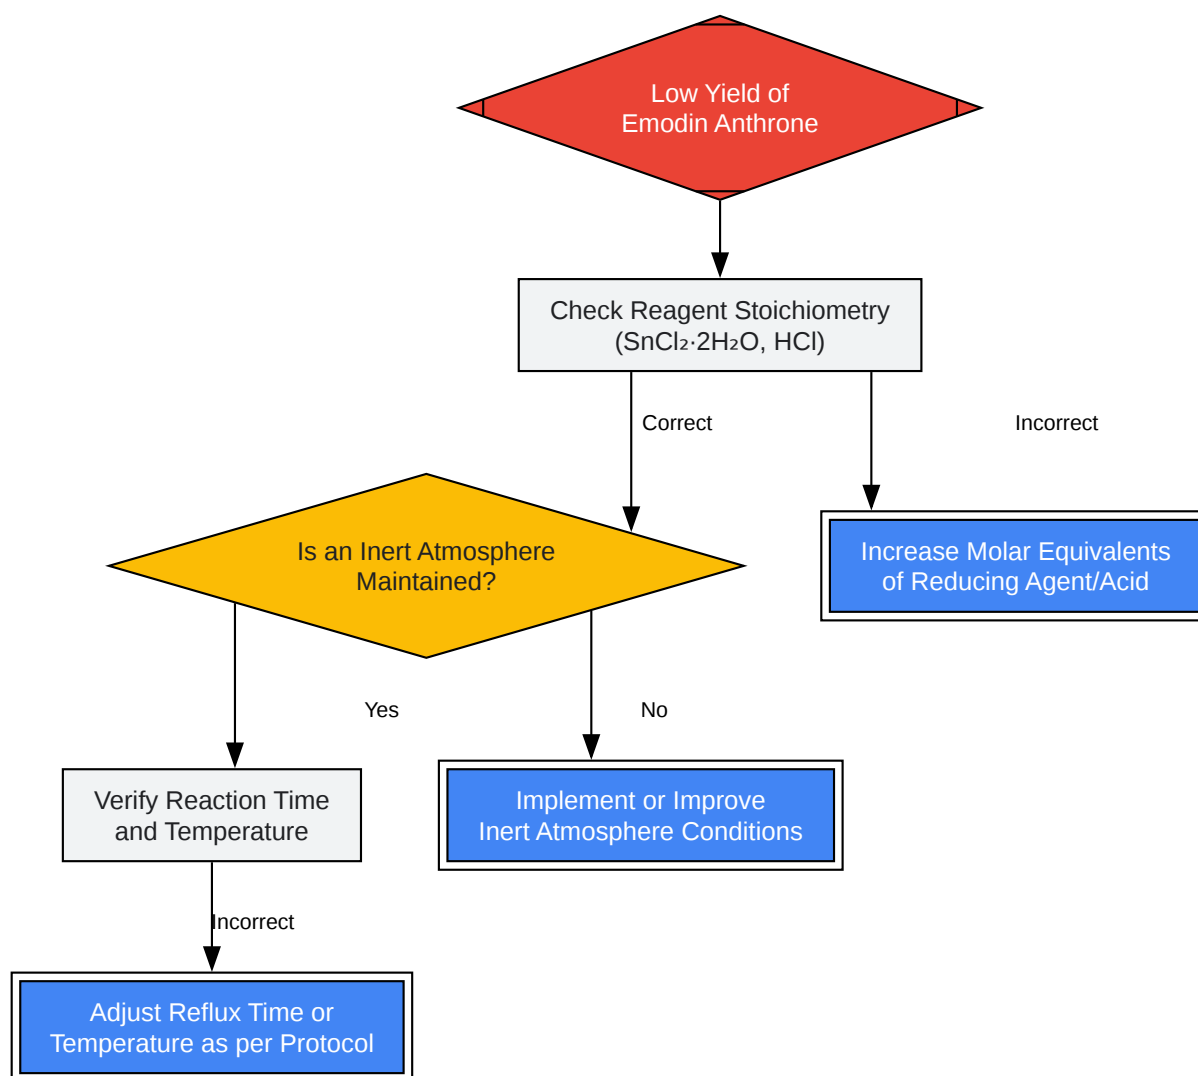 Low Yield of
Emodin Anthrone
Check Reagent Stoichiometry
(SnCl₂·2H₂O, HCl)
Correct
Incorrect
Is an Inert Atmosphere
Maintained?
Increase Molar Equivalents
of Reducing Agent/Acid
Yes
No
Verify Reaction Time
and Temperature
Implement or Improve
Inert Atmosphere Conditions
Incorrect
Adjust Reflux Time or
Temperature as per Protocol